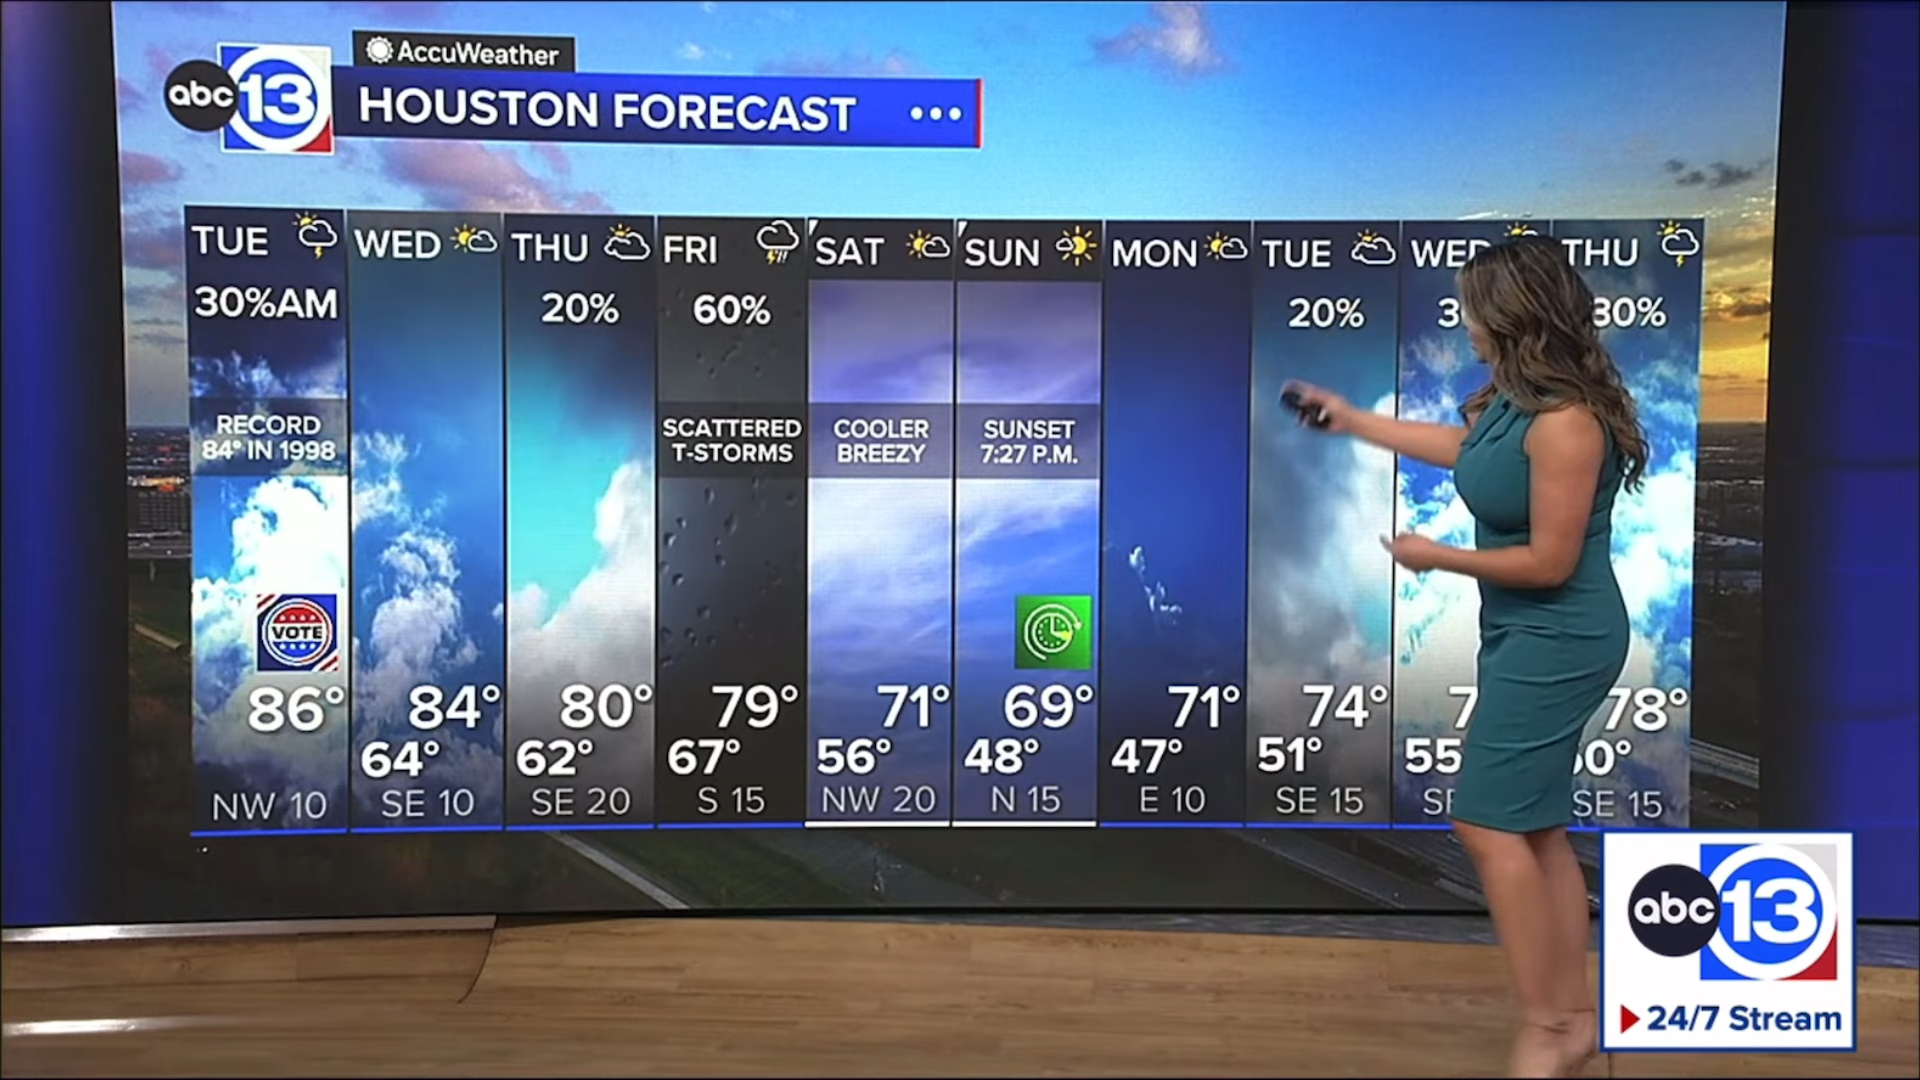 AccuWeather
abc 13
HOUSTON FORECAST
TUE
30%AM
RECORD
84° IN 1998
VOTE
86°
NW 10
WED
84°
64°
SE 10
THU
20%
80°
62°
SE 20
FRI
60%
SCATTERED
T-STORMS
79°
67°
S 15
SAT
COOLER
BREEZY
71°
56°
NW 20
SUN
SUNSET
7:27 P.M.
69°
48°
N 15
MON
71°
47°
E 10
TUE
20%
74°
51°
SE 15
WED
55
THU
30%
78°
SE 15
abc 13
24/7 Stream